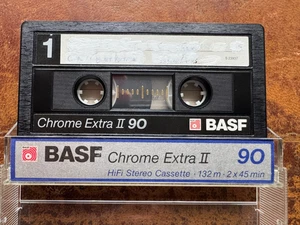 1
Chrome Extra II 90
BASF
BASF Chrome Extra II 90
HiFi Stereo Cassette · 132 m · 2 x 45 min